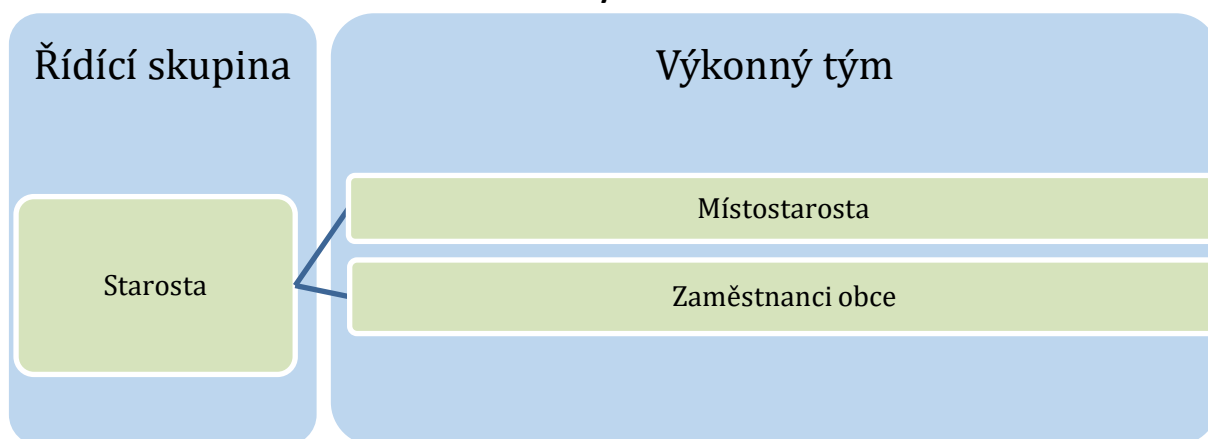 Řídící skupina
Výkonný tým
Místostarosta
Starosta
Zaměstnanci obce